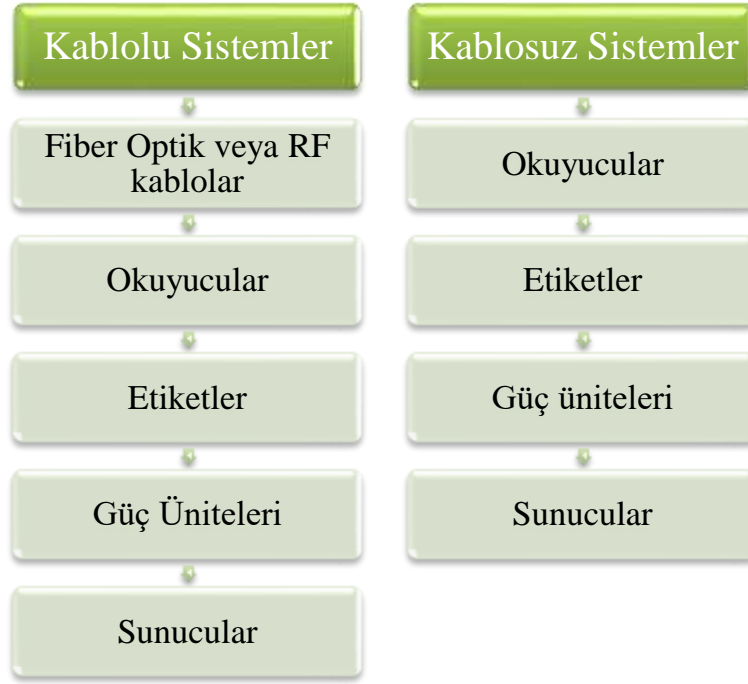 Kablolu Sistemler
Fiber Optik veya RF
kablolar
Okuyucular
Etiketler
Güç Üniteleri
Sunucular
Kablosuz Sistemler
Okuyucular
Etiketler
Güç üniteleri
Sunucular